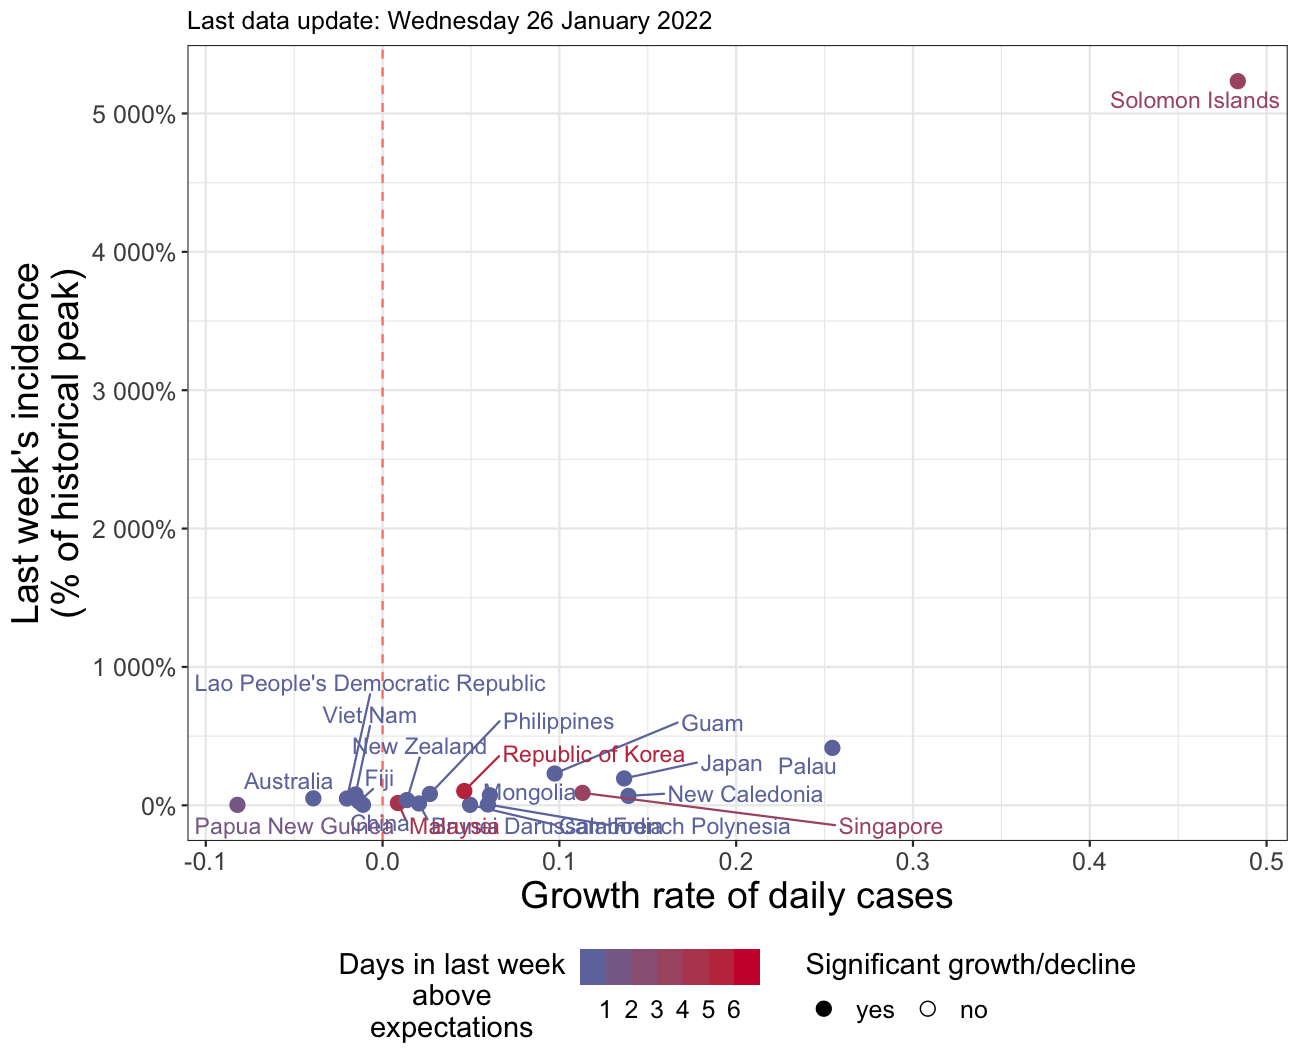 Last data update: Wednesday 26 January 2022
Last week's incidence
(% of historical peak)
5 000%
4 000%
3 000%
2 000%
1 000%
0%
Solomon Islands
Lao People's Democratic Republic
Viet Nam
Philippines
Guam
New Zealand
Republic of Korea
Japan
Palau
Australia
Fiji
Mongolia
New Caledonia
Papua New Guinea
China
Malaysia
Brunei Darussalam
Cambodia
French Polynesia
Singapore
-0.1
0.0
0.1
0.2
0.3
0.4
0.5
Growth rate of daily cases
Days in last week
above
expectations
1 2 3 4 5 6
Significant growth/decline
yes
no